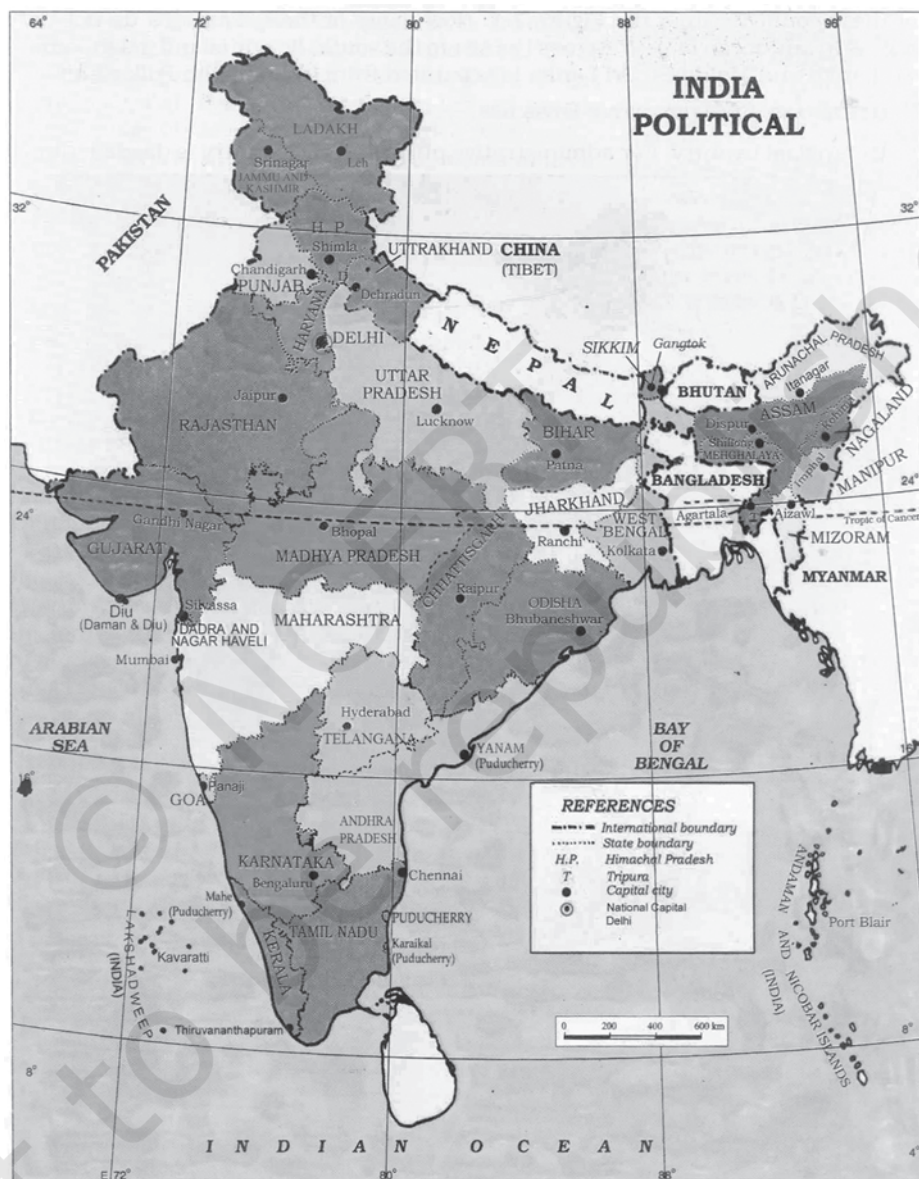 64°
72
80
88
96
INDIA
POLITICAL
LADAKH
Srinagar
Leh
JAMMU AND
KASHMIR
32°
32°
PAKISTAN
H. P.
Shimla
UTTRAKHAND
CHINA
(TIBET)
Chandigarh
PUNJAB
Dehradun
HARYANA
DELHI
NEPAL
SIKKIM
Gangtok
BHUTAN
ARUNACHAL PRADESH
Itanagar
UTTAR
PRADESH
Jaipur
RAJASTHAN
Lucknow
BIHAR
Patna
ASSAM
Dispur
Shillong
MEHGHALAYA
Kohima
NAGALAND
Imphal
MANIPUR
BANGLADESH
24°
24°
JHARKHAND
Ranchi
WEST
BENGAL
Kolkata
Agartala
T
Aizawl
Tropic of Cancer
MIZORAM
MYANMAR
Gandhi Nagar
GUJARAT
Bhopal
MADHYA PRADESH
CHHATTISGARH
Raipur
ODISHA
Bhubaneshwar
Diu
(Daman & Diu)
Silvassa
DADRA AND
NAGAR HAVELI
MAHARASHTRA
Mumbai
Hyderabad
TELANGANA
ARABIAN
SEA
BAY
OF
BENGAL
YANAM
(Puducherry)
16°
16°
Panaji
GOA
ANDHRA
PRADESH
KARNATAKA
Bengaluru
Chennai
Mahe
(Puducherry)
PUDUCHERRY
TAMIL NADU
Karaikal
(Puducherry)
KERALA
LAKSHADWEEP
(INDIA)
Kavaratti
Thiruvananthapuram
REFERENCES
International boundary
State boundary
H.P. Himachal Pradesh
T Tripura
Capital city
National Capital
Delhi
ANDAMAN AND NICOBAR ISLANDS
(INDIA)
Port Blair
0 200 400 600 km
8°
8°
INDIAN OCEAN
E 72°
80°
88°
4°
© NCERT
to be republish